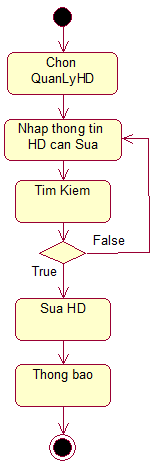 Chon
QuanLyHD
Nhap thong tin
HD can Sua
Tim Kiem
False
True
Sua HD
Thong bao